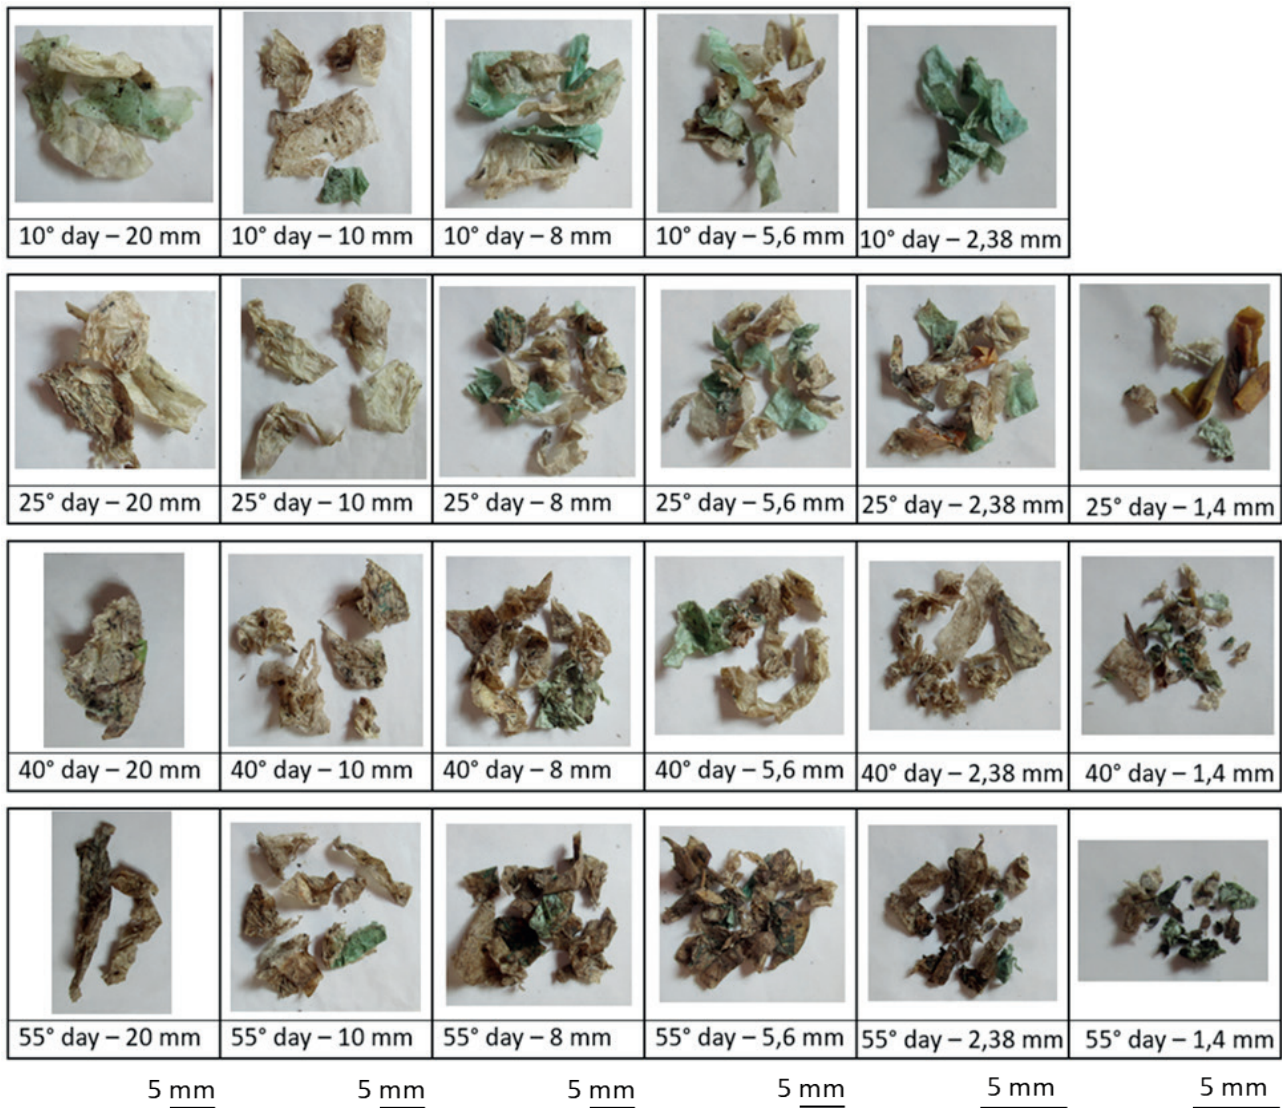 10° day – 20 mm
10° day – 10 mm
10° day – 8 mm
10° day – 5,6 mm
10° day – 2,38 mm
25° day – 20 mm
25° day – 10 mm
25° day – 8 mm
25° day – 5,6 mm
25° day – 2,38 mm
25° day – 1,4 mm
40° day – 20 mm
40° day – 10 mm
40° day – 8 mm
40° day – 5,6 mm
40° day – 2,38 mm
40° day – 1,4 mm
55° day – 20 mm
55° day – 10 mm
55° day – 8 mm
55° day – 5,6 mm
55° day – 2,38 mm
55° day – 1,4 mm
5 mm
5 mm
5 mm
5 mm
5 mm
5 mm